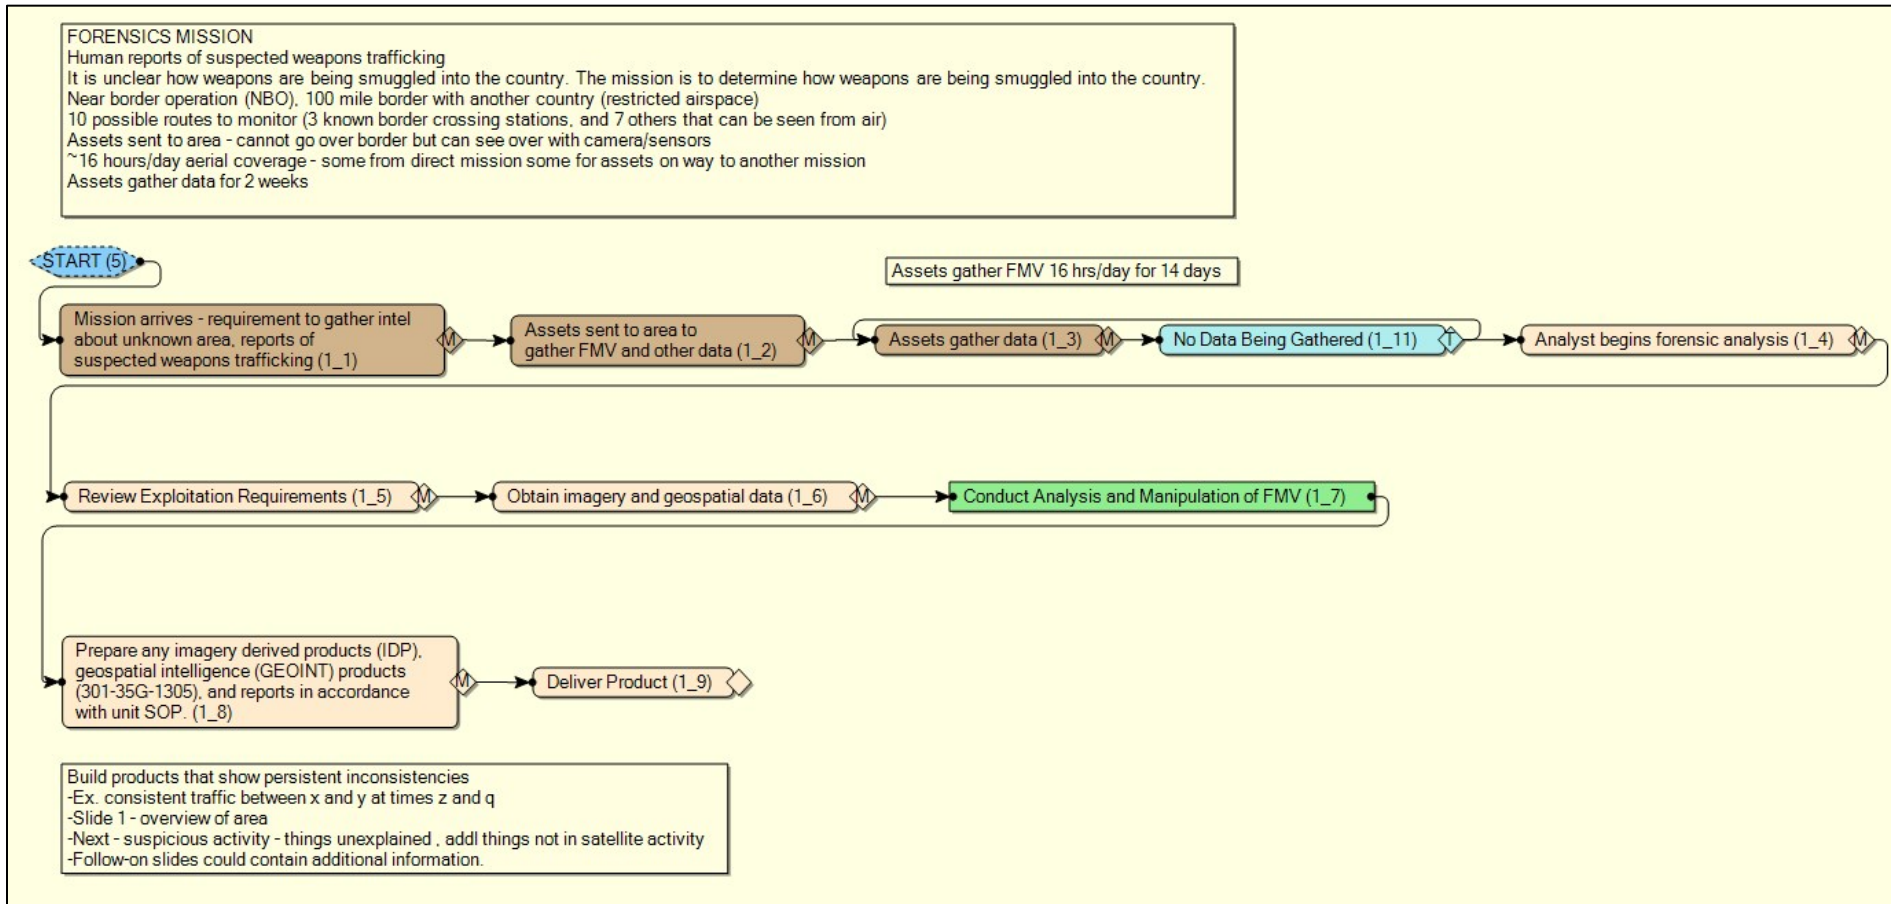 FORENSICS MISSION
Human reports of suspected weapons trafficking
It is unclear how weapons are being smuggled into the country. The mission is to determine how weapons are being smuggled into the country.
Near border operation (NBO), 100 mile border with another country (restricted airspace)
10 possible routes to monitor (3 known border crossing stations, and 7 others that can be seen from air)
Assets sent to area - cannot go over border but can see over with camera/sensors
~16 hours/day aerial coverage - some from direct mission some for assets on way to another mission
Assets gather data for 2 weeks
START (5)
Assets gather FMV 16 hrs/day for 14 days
Mission arrives - requirement to gather intel
about unknown area, reports of
suspected weapons trafficking (1_1)
M
Assets sent to area to
gather FMV and other data (1_2)
M
Assets gather data (1_3)
M
No Data Being Gathered (1_11)
T
Analyst begins forensic analysis (1_4)
M
Review Exploitation Requirements (1_5)
M
Obtain imagery and geospatial data (1_6)
M
Conduct Analysis and Manipulation of FMV (1_7)
Prepare any imagery derived products (IDP),
geospatial intelligence (GEOINT) products
(301-35G-1305), and reports in accordance
with unit SOP. (1_8)
M
Deliver Product (1_9)
Build products that show persistent inconsistencies
-Ex. consistent traffic between x and y at times z and q
-Slide 1 - overview of area
-Next - suspicious activity - things unexplained , addl things not in satellite activity
-Follow-on slides could contain additional information.